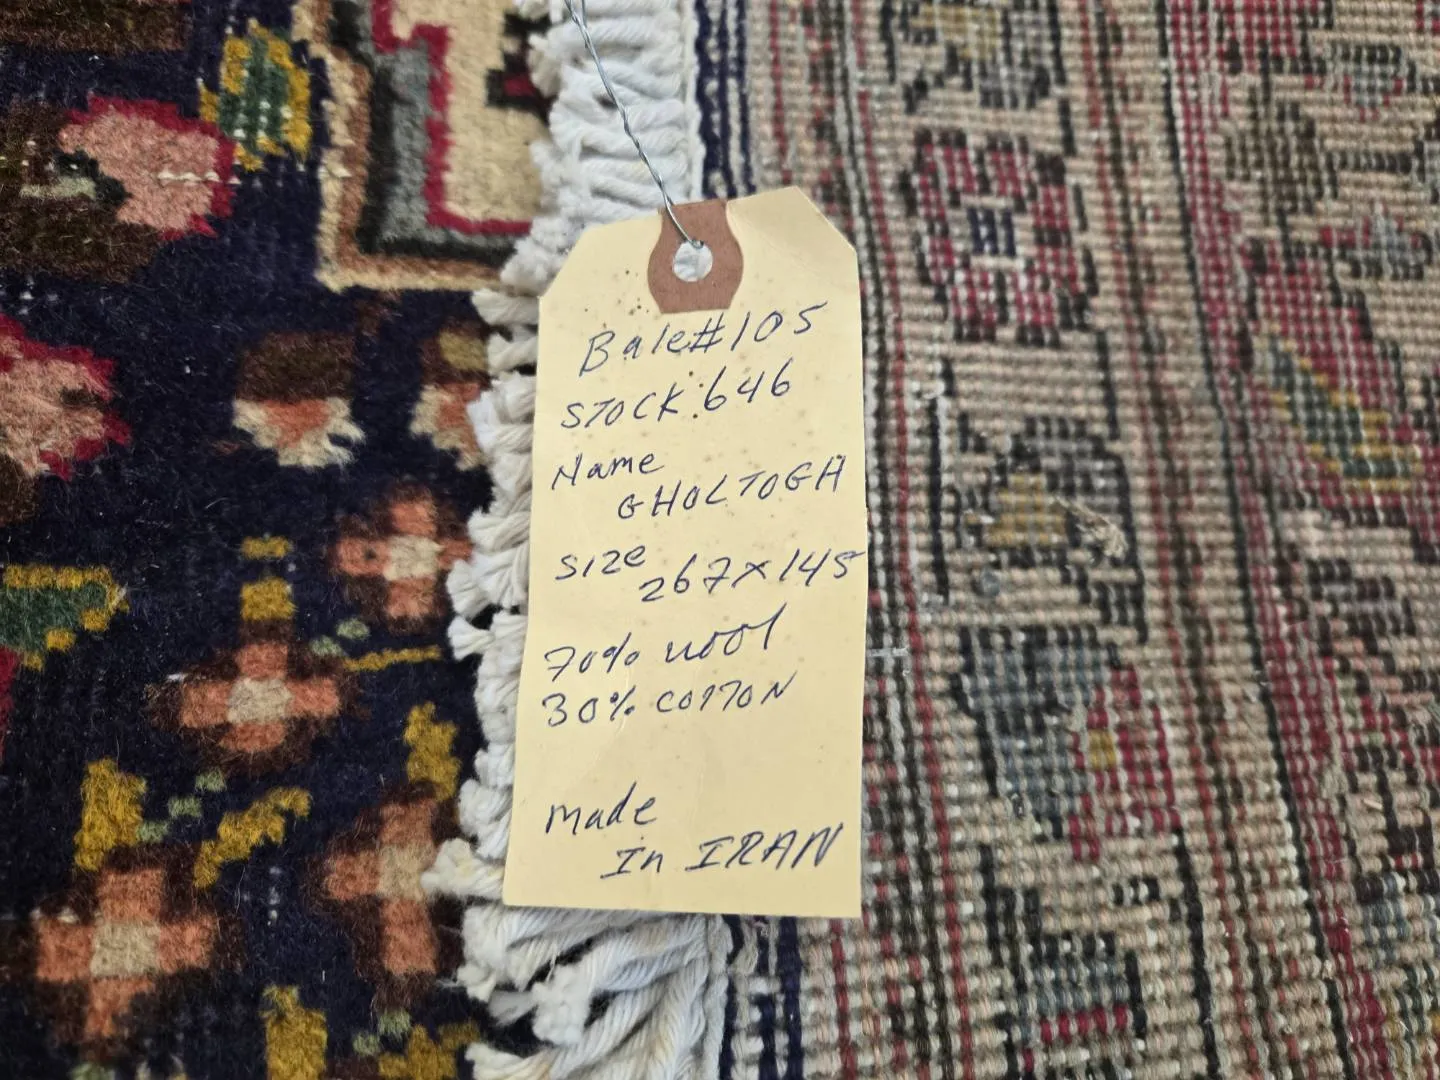 Bale#105
STOCK.646
Name
GHOLTOGH
SIZE
267x145
70% wool
30% COTTON
made
In IRAN